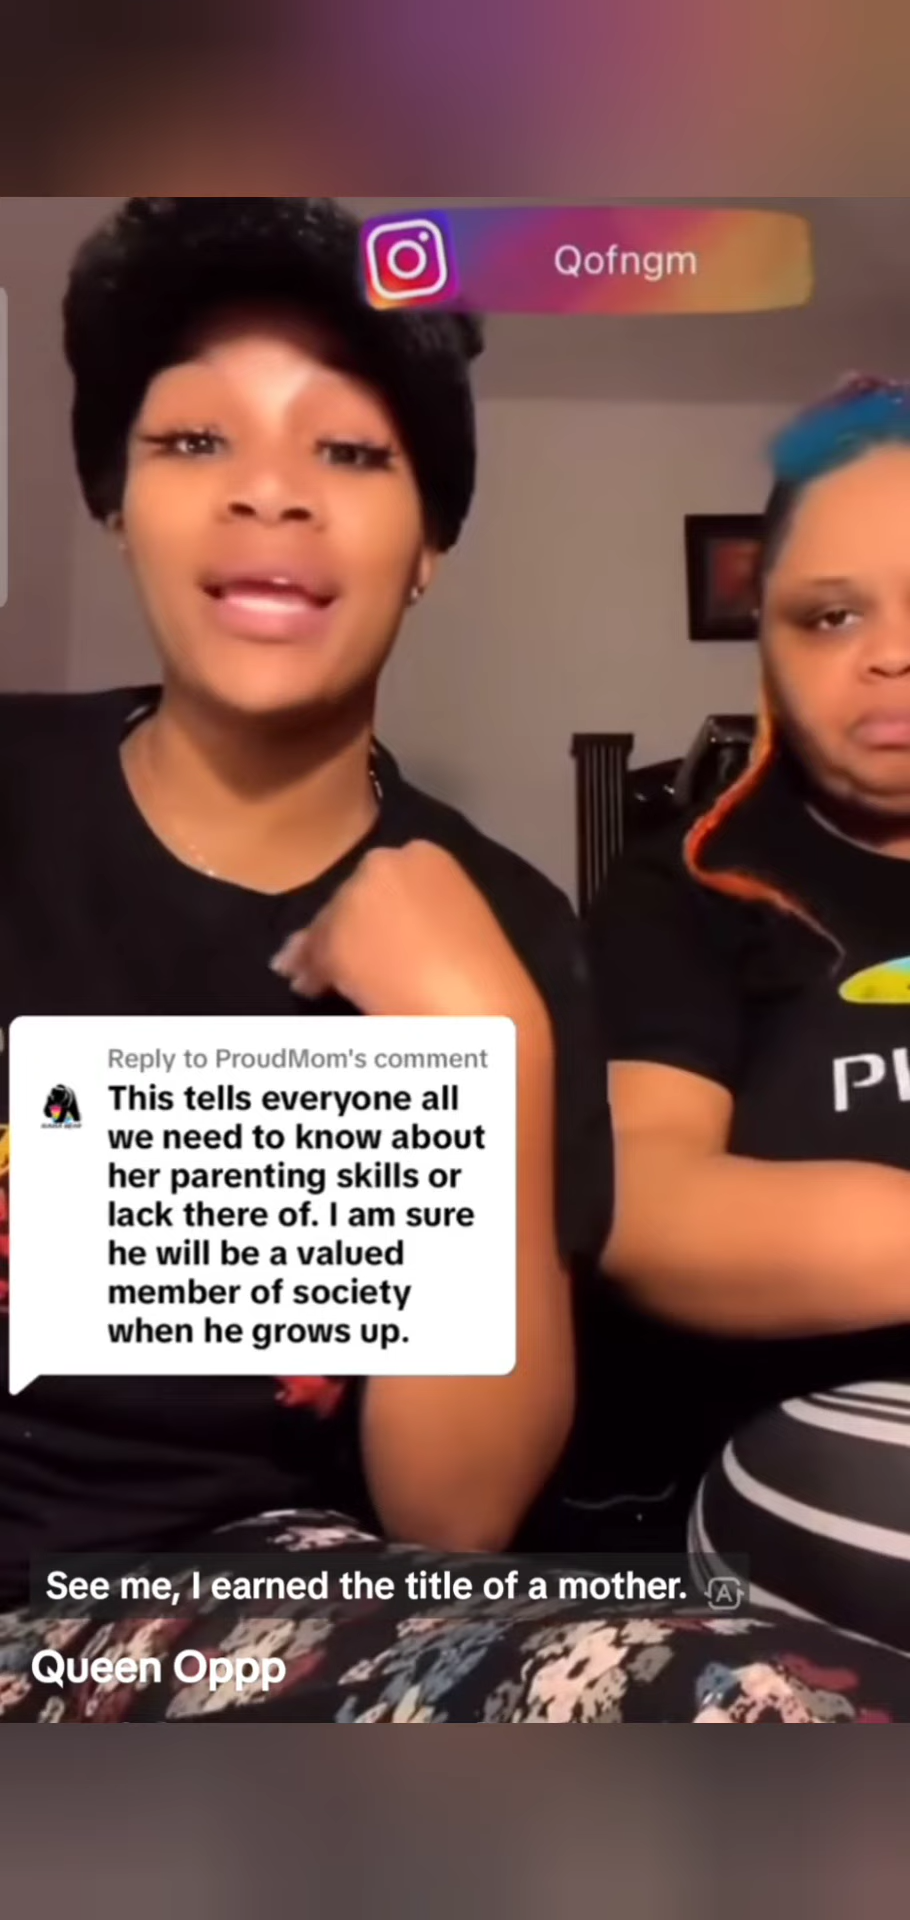 Qofngm
Reply to ProudMom's comment
This tells everyone all
we need to know about
her parenting skills or
lack there of. I am sure
he will be a valued
member of society
when he grows up.
See me, I earned the title of a mother.
Queen Oppp